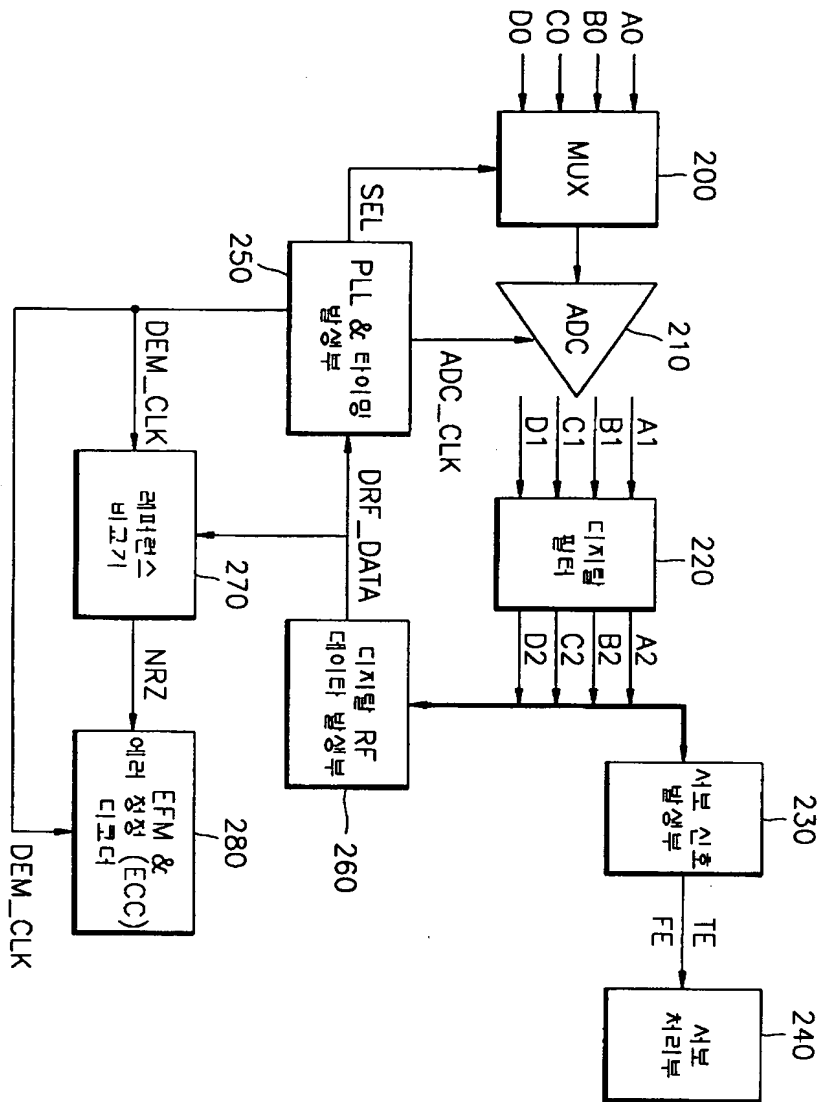 230
240
서보 신호
발생부
서보
처리부
TE
FE
200
210
220
A0
B0
C0
D0
MUX
ADC
A1
B1
C1
D1
디지탈
필터
A2
B2
C2
D2
SEL
ADC_CLK
250
PLL & 타이밍
발생부
DRF_DATA
디지탈 RF
데이타 발생부
260
DEM_CLK
레퍼런스
비교기
270
NRZ
EFM &
에러 정정 (ECC)
디코더
280
DEM_CLK